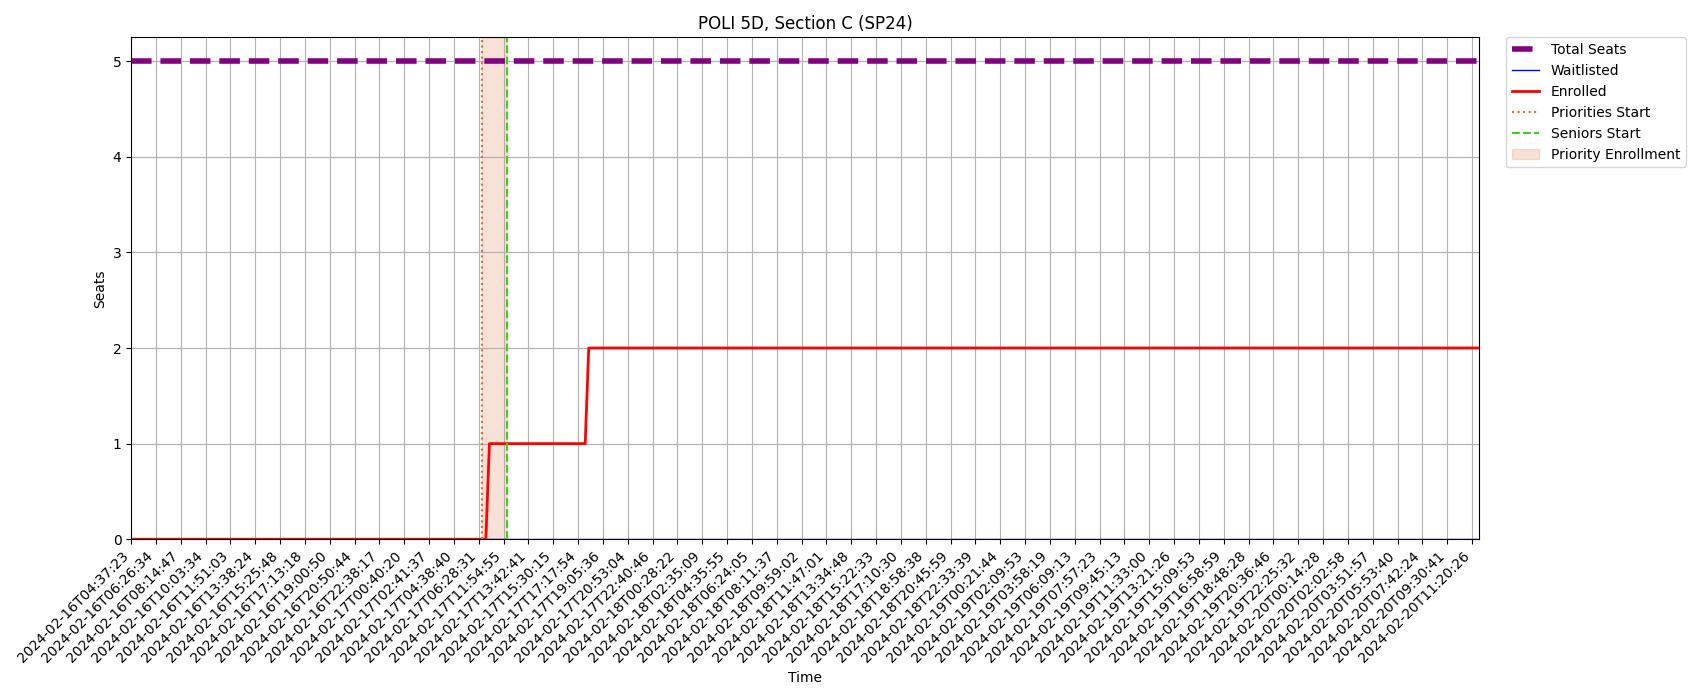 POLI 5D, Section C (SP24)
Total Seats
Waitlisted
Enrolled
Priorities Start
Seniors Start
Priority Enrollment
Seats
5
4
3
2
1
0
2024-02-16T04:37:23
2024-02-16T06:26:34
2024-02-16T08:14:47
2024-02-16T10:03:34
2024-02-16T11:51:03
2024-02-16T13:38:24
2024-02-16T15:25:48
2024-02-16T17:13:18
2024-02-16T19:00:50
2024-02-16T20:50:44
2024-02-16T22:38:17
2024-02-17T00:40:20
2024-02-17T02:41:37
2024-02-17T04:38:40
2024-02-17T06:28:31
2024-02-17T11:54:55
2024-02-17T13:42:41
2024-02-17T15:30:15
2024-02-17T17:17:54
2024-02-17T19:05:36
2024-02-17T20:53:04
2024-02-17T22:40:46
2024-02-18T00:28:22
2024-02-18T02:35:09
2024-02-18T04:35:55
2024-02-18T06:24:05
2024-02-18T08:11:37
2024-02-18T09:59:02
2024-02-18T11:47:01
2024-02-18T13:34:48
2024-02-18T15:22:33
2024-02-18T17:10:30
2024-02-18T18:58:38
2024-02-18T20:45:59
2024-02-18T22:33:39
2024-02-19T00:21:44
2024-02-19T02:09:53
2024-02-19T03:58:19
2024-02-19T06:09:13
2024-02-19T07:57:23
2024-02-19T09:45:13
2024-02-19T11:33:00
2024-02-19T13:21:26
2024-02-19T15:09:53
2024-02-19T16:58:59
2024-02-19T18:48:28
2024-02-19T20:36:46
2024-02-19T22:25:32
2024-02-20T00:14:28
2024-02-20T02:02:58
2024-02-20T03:51:57
2024-02-20T05:53:40
2024-02-20T07:42:24
2024-02-20T09:30:41
2024-02-20T11:20:26
Time